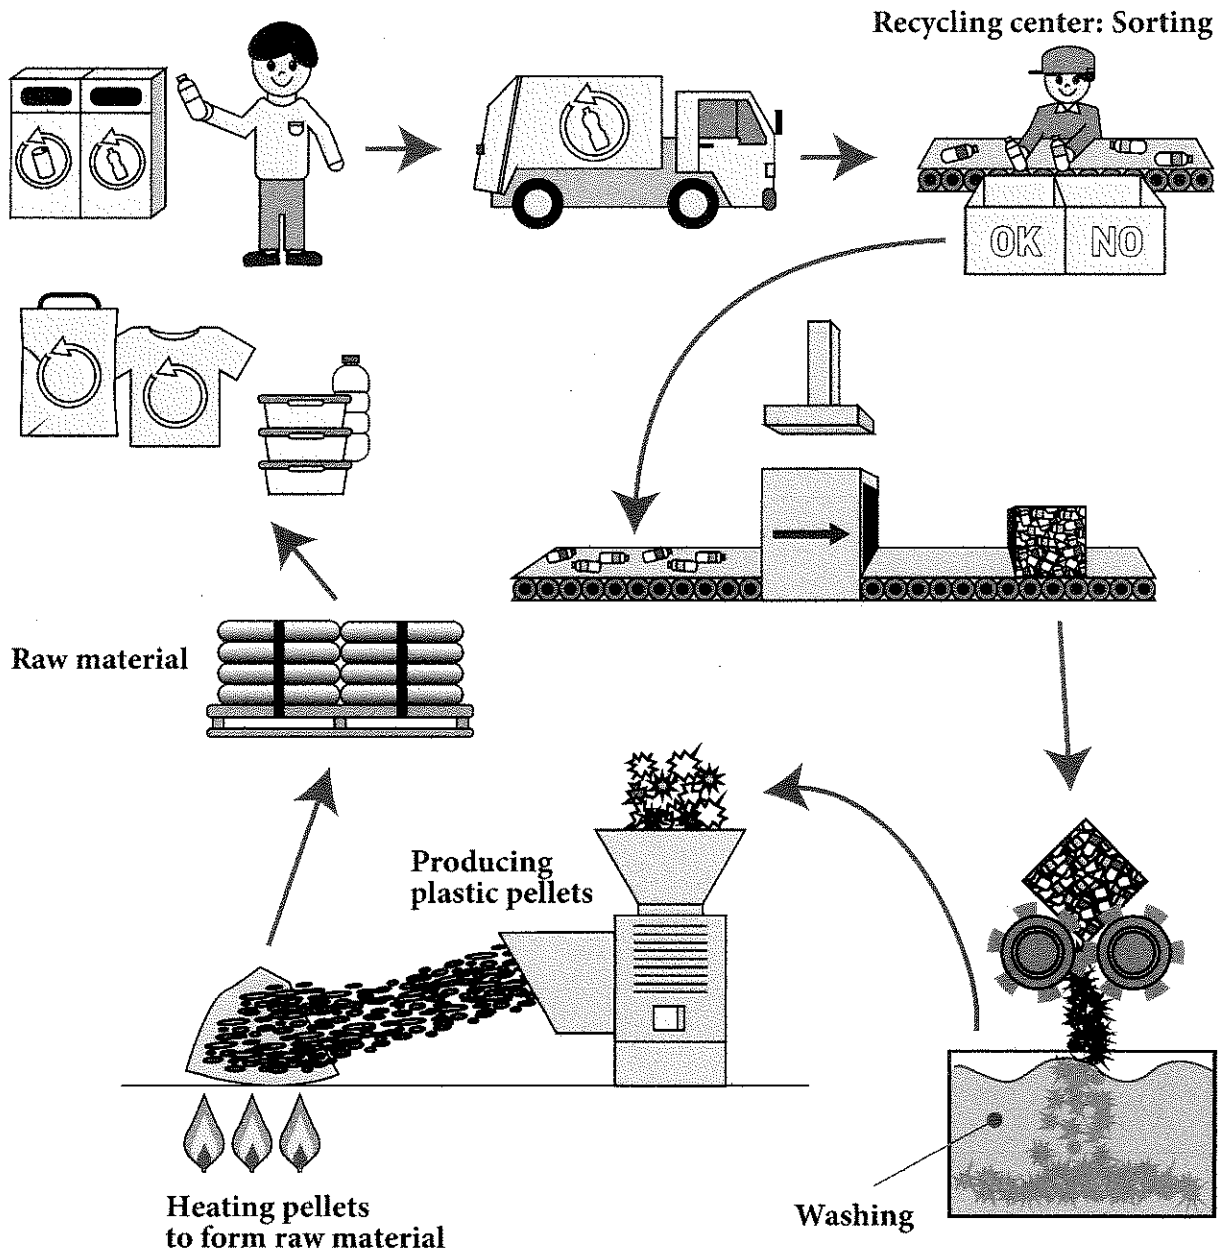 Recycling center: Sorting
OK
NO
Raw material
Producing
plastic pellets
Heating pellets
to form raw material
Washing